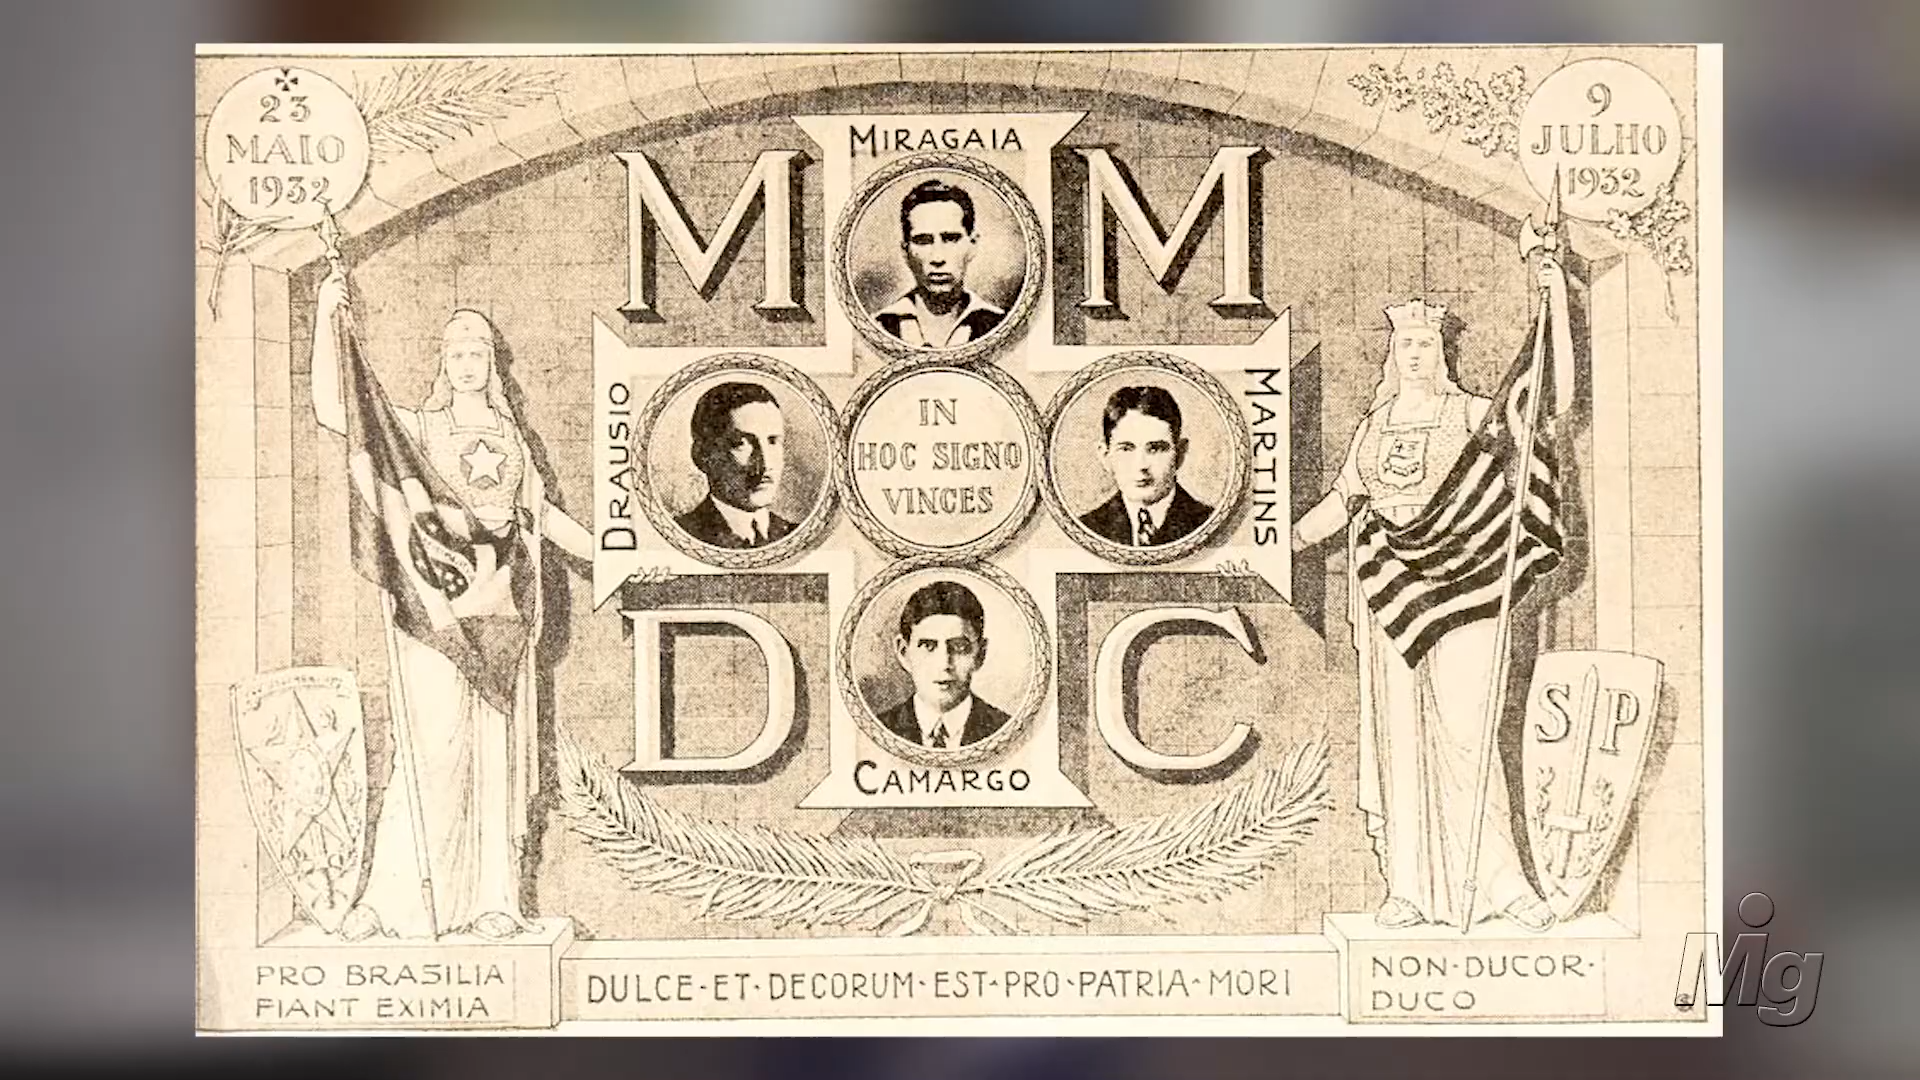 23
MAIO
1932
9
JULHO
1932
MIRAGAIA
M M
DRAUSIO
IN
HOC SIGNO
VINCES
MARTINS
D C
CAMARGO
S P
PRO BRASILIA
FIANT EXIMIA
DULCE·ET·DECORUM·EST·PRO·PATRIA·MORI
NON·DUCOR·
DUCO
Mig